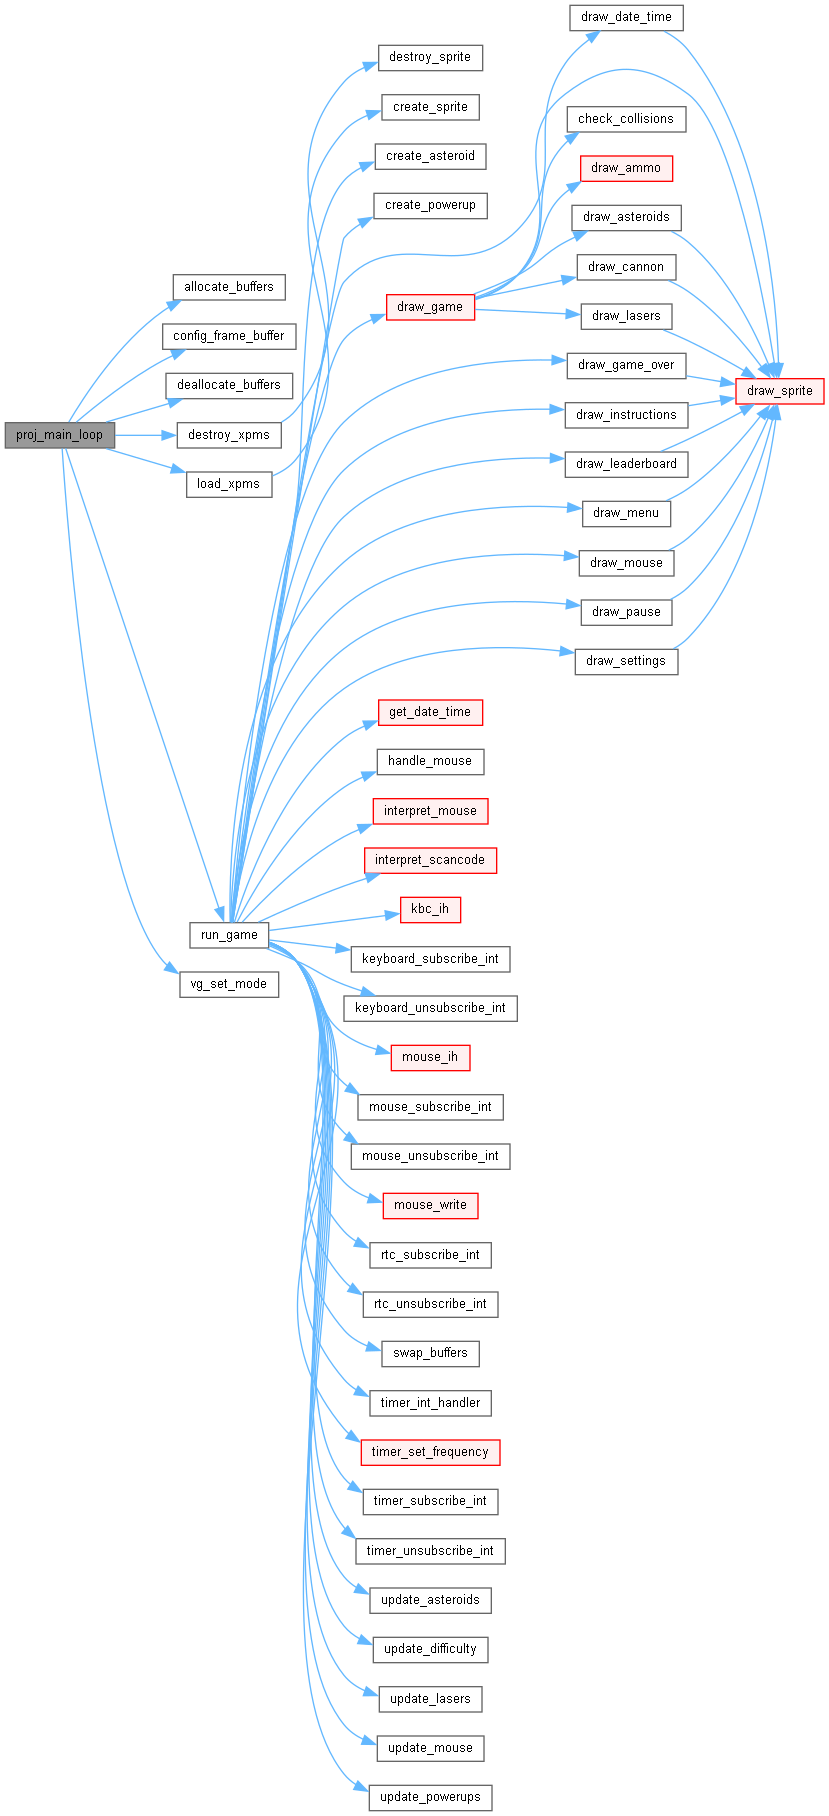 proj_main_loop
allocate_buffers
config_frame_buffer
deallocate_buffers
destroy_xpms
load_xpms
run_game
vg_set_mode
destroy_sprite
create_sprite
create_asteroid
create_powerup
draw_game
get_date_time
handle_mouse
interpret_mouse
interpret_scancode
kbc_ih
keyboard_subscribe_int
keyboard_unsubscribe_int
mouse_ih
mouse_subscribe_int
mouse_unsubscribe_int
mouse_write
rtc_subscribe_int
rtc_unsubscribe_int
swap_buffers
timer_int_handler
timer_set_frequency
timer_subscribe_int
timer_unsubscribe_int
update_asteroids
update_difficulty
update_lasers
update_mouse
update_powerups
draw_date_time
check_collisions
draw_ammo
draw_asteroids
draw_cannon
draw_lasers
draw_game_over
draw_instructions
draw_leaderboard
draw_menu
draw_mouse
draw_pause
draw_settings
draw_sprite